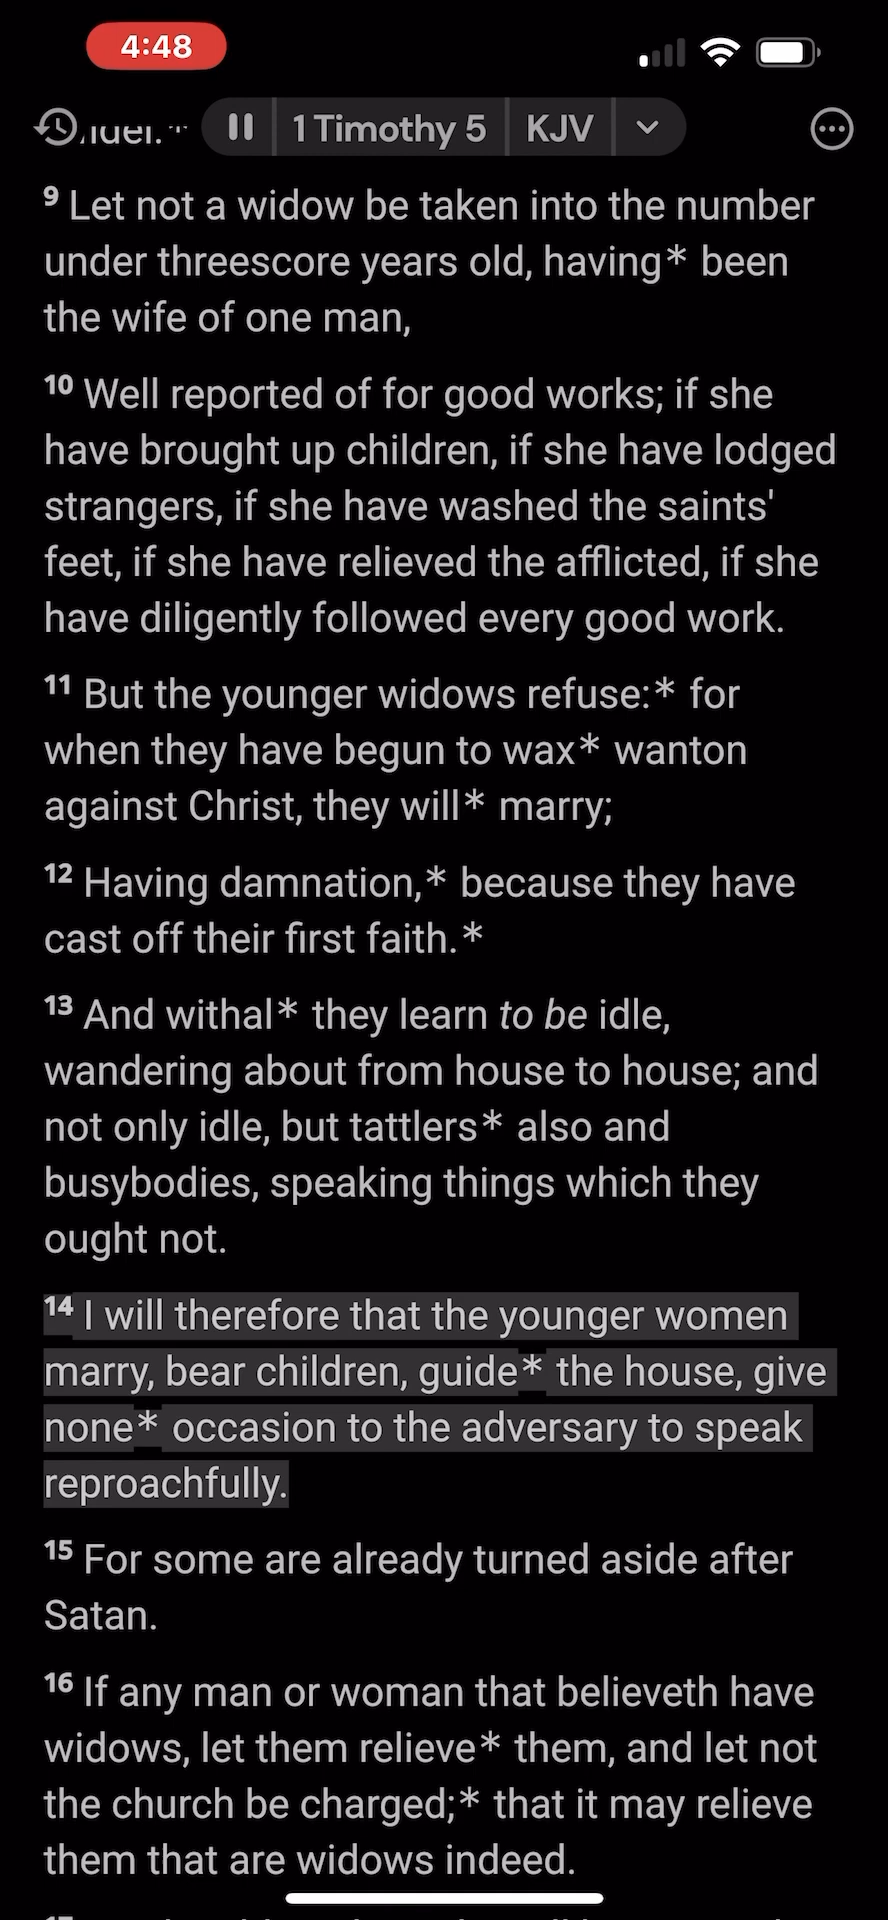 4:48
1 Timothy 5 KJV
9 Let not a widow be taken into the number
under threescore years old, having* been
the wife of one man,
10 Well reported of for good works; if she
have brought up children, if she have lodged
strangers, if she have washed the saints'
feet, if she have relieved the afflicted, if she
have diligently followed every good work.
11 But the younger widows refuse:* for
when they have begun to wax* wanton
against Christ, they will* marry;
12 Having damnation,* because they have
cast off their first faith.*
13 And withal* they learn to be idle,
wandering about from house to house; and
not only idle, but tattlers* also and
busybodies, speaking things which they
ought not.
14 I will therefore that the younger women
marry, bear children, guide* the house, give
none* occasion to the adversary to speak
reproachfully.
15 For some are already turned aside after
Satan.
16 If any man or woman that believeth have
widows, let them relieve* them, and let not
the church be charged;* that it may relieve
them that are widows indeed.